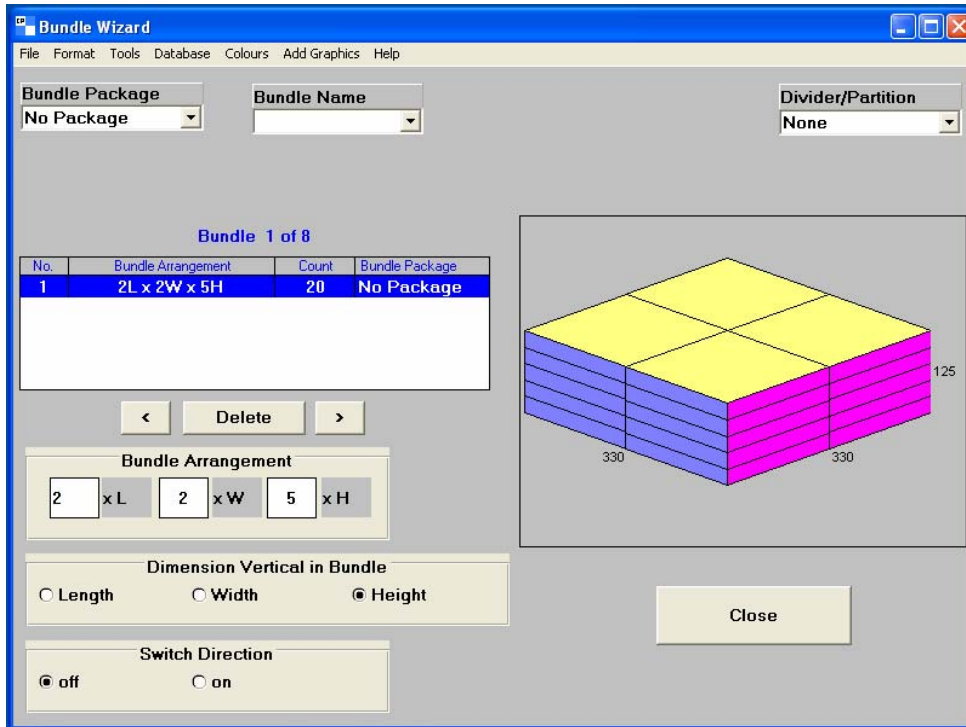 CP Bundle Wizard
File Format Tools Database Colours Add Graphics Help
Bundle Package
No Package
Bundle Name
Divider/Partition
None
Bundle 1 of 8
No. Bundle Arrangement Count Bundle Package
1 2L x 2W x 5H 20 No Package
125
330 330
< Delete >
Bundle Arrangement
2 x L 2 x W 5 x H
Dimension Vertical in Bundle
Length Width Height
Close
Switch Direction
off on